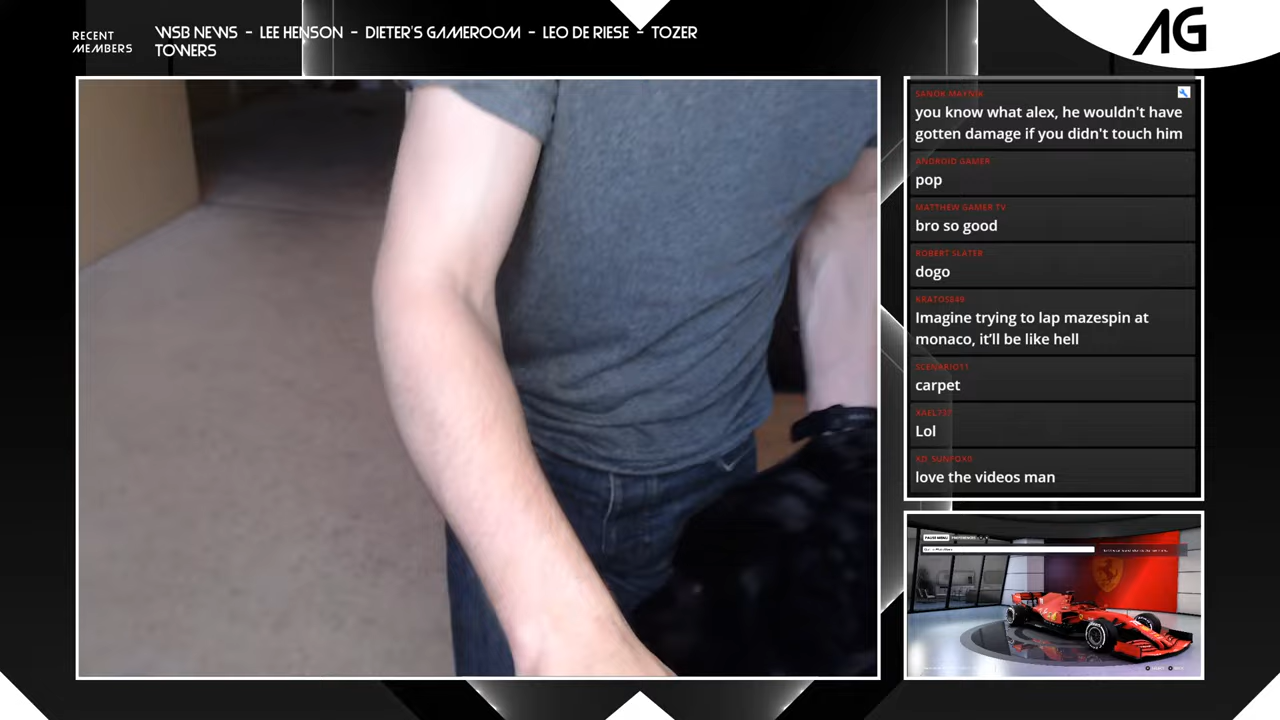 RECENT
MEMBERS
WSB NEWS - LEE HENSON - DIETER'S GAMEROOM - LEO DE RIESE - TOZER
TOWERS
AG
SANOK MAYNIK
you know what alex, he wouldn't have
gotten damage if you didn't touch him
ANDROID GAMER
pop
MATTHEW GAMER TV
bro so good
ROBERT SLATER
dogo
KRATOS849
Imagine trying to lap mazespin at
monaco, it'll be like hell
SCENARIO11
carpet
Lol
love the videos man